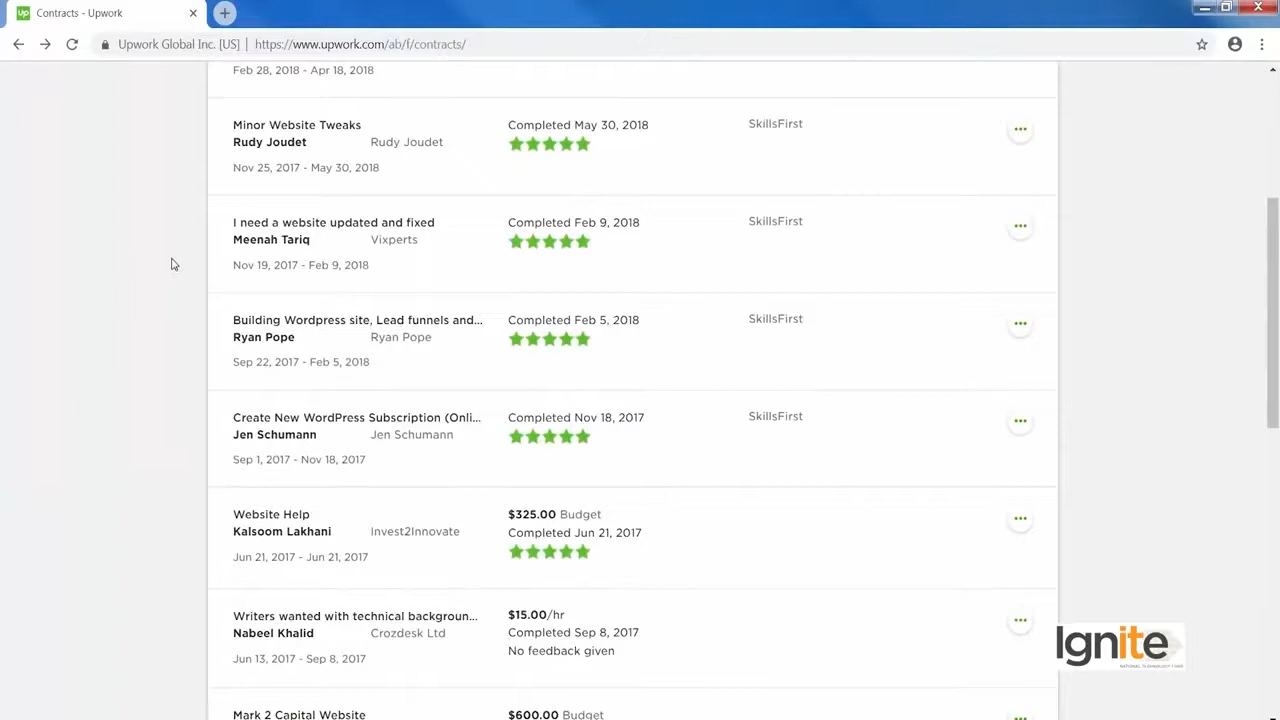 Contracts - Upwork
Upwork Global Inc. [US] | https://www.upwork.com/ab/f/contracts/
Feb 28, 2018 - Apr 18, 2018
Minor Website Tweaks
Rudy Joudet Rudy Joudet
Nov 25, 2017 - May 30, 2018
Completed May 30, 2018
SkillsFirst
I need a website updated and fixed
Meenah Tariq Vixperts
Nov 19, 2017 - Feb 9, 2018
Completed Feb 9, 2018
SkillsFirst
Building Wordpress site, Lead funnels and...
Ryan Pope Ryan Pope
Sep 22, 2017 - Feb 5, 2018
Completed Feb 5, 2018
SkillsFirst
Create New WordPress Subscription (Onli...
Jen Schumann Jen Schumann
Sep 1, 2017 - Nov 18, 2017
Completed Nov 18, 2017
SkillsFirst
Website Help
Kalsoom Lakhani Invest2Innovate
Jun 21, 2017 - Jun 21, 2017
$325.00 Budget
Completed Jun 21, 2017
Writers wanted with technical backgroun...
Nabeel Khalid Crozdesk Ltd
Jun 13, 2017 - Sep 8, 2017
$15.00/hr
Completed Sep 8, 2017
No feedback given
Mark 2 Capital Website
$600.00 Budget
Ignite
NATIONAL TECHNOLOGY FUND